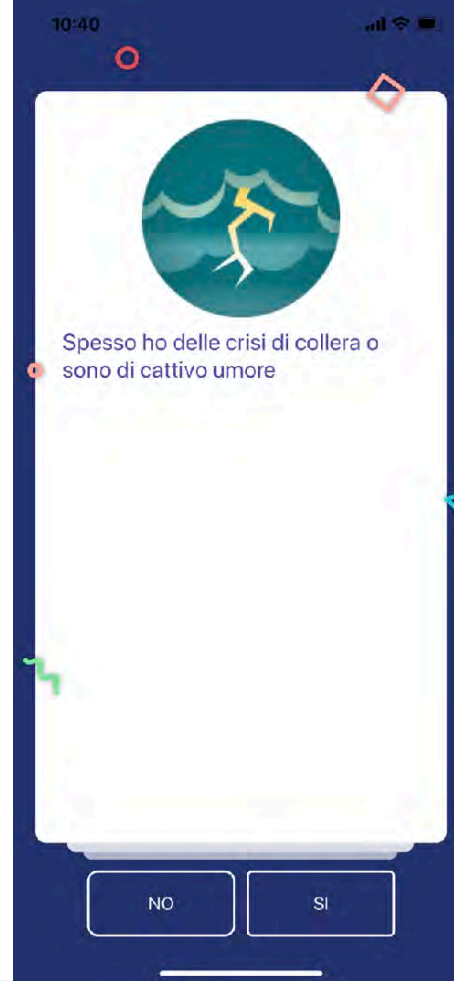 10:40
Spesso ho delle crisi di collera o
sono di cattivo umore
NO
SI